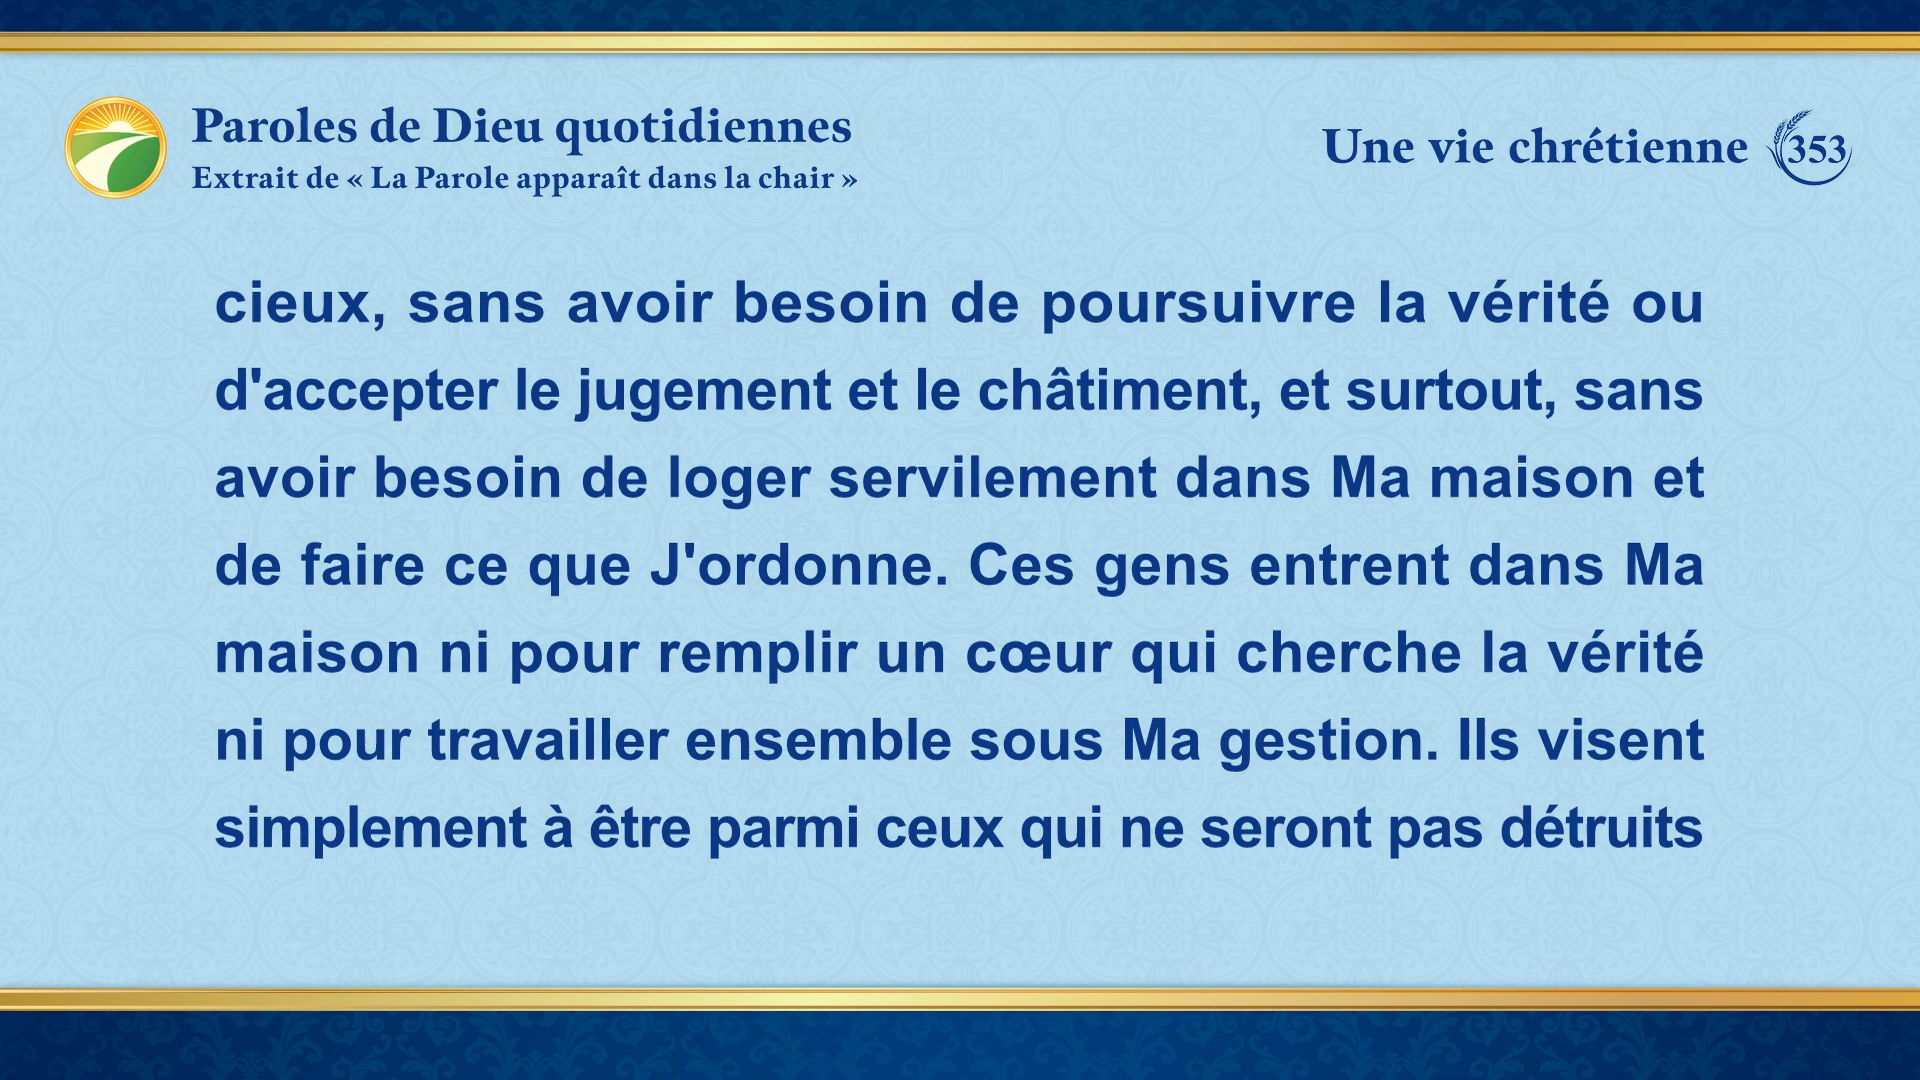 Paroles de Dieu quotidiennes
Extrait de « La Parole apparaît dans la chair »
Une vie chrétienne 353
cieux, sans avoir besoin de poursuivre la vérité ou
d'accepter le jugement et le châtiment, et surtout, sans
avoir besoin de loger servilement dans Ma maison et
de faire ce que J'ordonne. Ces gens entrent dans Ma
maison ni pour remplir un cœur qui cherche la vérité
ni pour travailler ensemble sous Ma gestion. Ils visent
simplement à être parmi ceux qui ne seront pas détruits